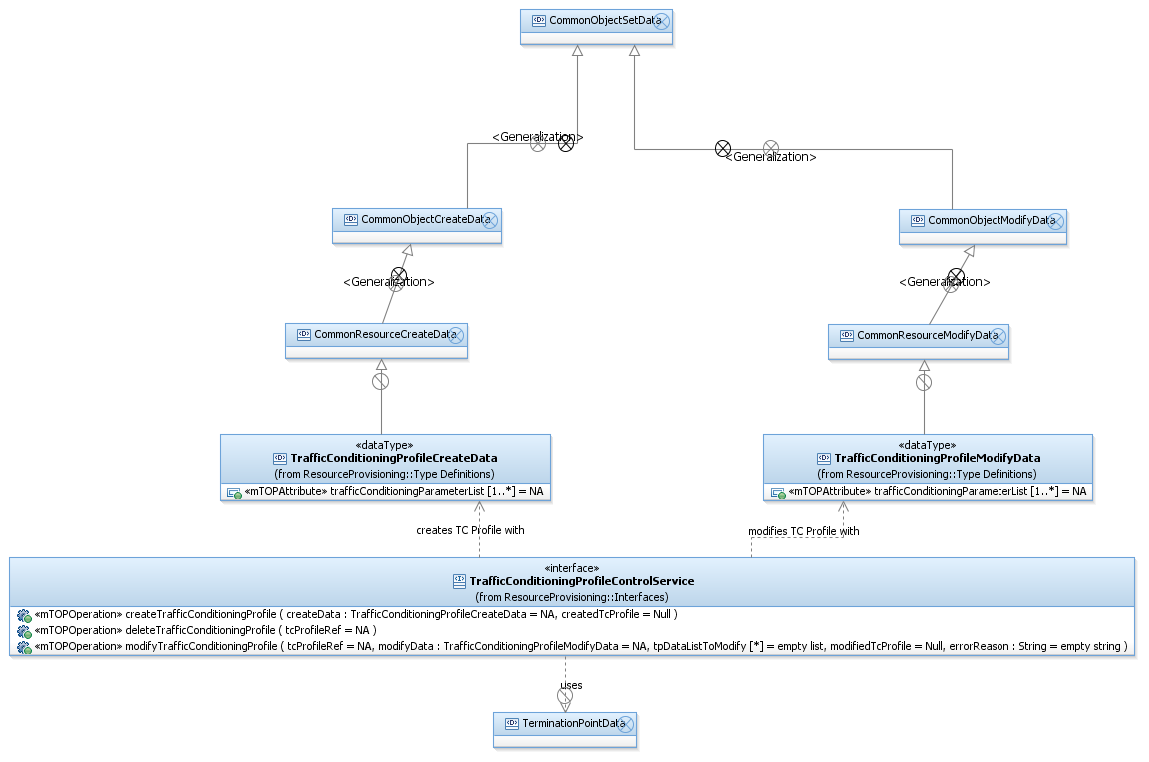 CommonObjectSetData
<Generalization>
<Generalization>
CommonObjectCreateData
CommonObjectModifyData
<Generalization>
<Generalization>
CommonResourceCreateData
CommonResourceModifyData
«dataType»
TrafficConditioningProfileCreateData
(from ResourceProvisioning::Type Definitions)
«mTOPAttribute» trafficConditioningParameterList [1..*] = NA
«dataType»
TrafficConditioningProfileModifyData
(from ResourceProvisioning::Type Definitions)
«mTOPAttribute» trafficConditioningParame:erList [1..*] = NA
creates TC Profile with
modifies TC Profile with
«interface»
TrafficConditioningProfileControlService
(from ResourceProvisioning::Interfaces)
«mTOPOperation» createTrafficConditioningProfile ( createData : TrafficConditioningProfileCreateData = NA, createdTcProfile = Null )
«mTOPOperation» deleteTrafficConditioningProfile ( tcProfileRef = NA )
«mTOPOperation» modifyTrafficConditioningProfile ( tcProfileRef = NA, modifyData : TrafficConditioningProfileModifyData = NA, tpDataListToModify [*] = empty list, modifiedTcProfile = Null, errorReason : String = empty string )
uses
TerminationPointData